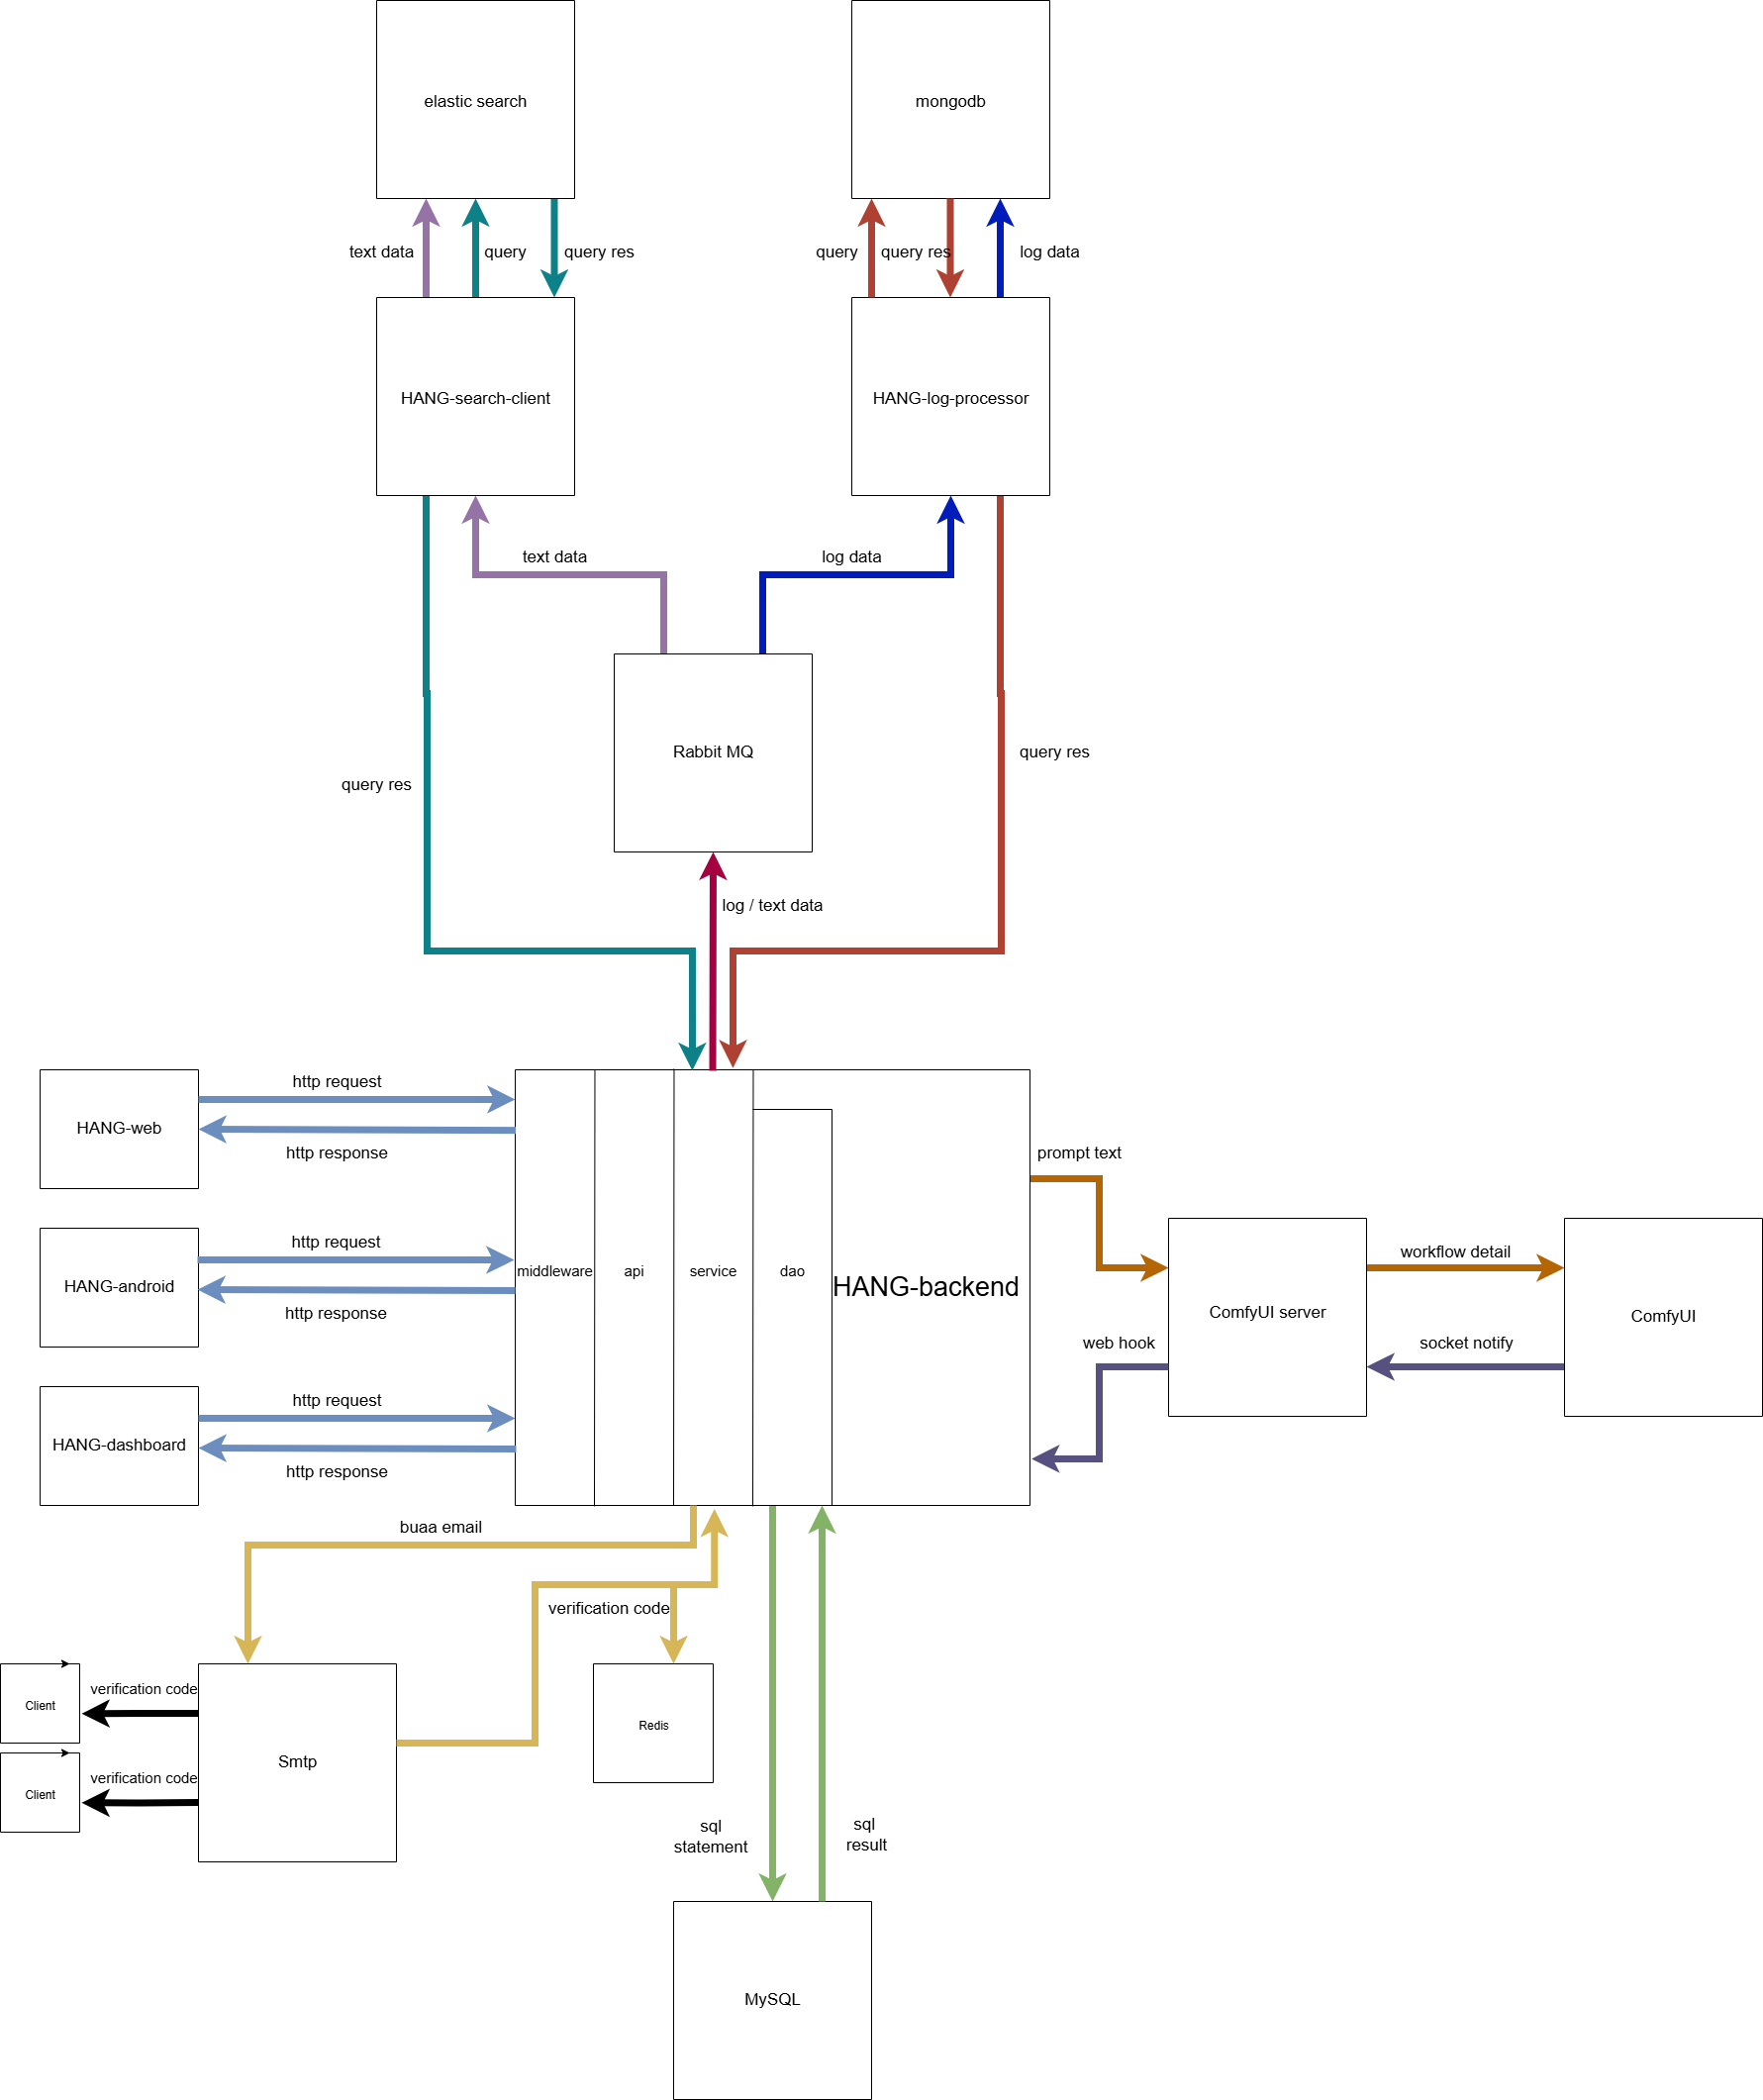 elastic search
mongodb
text data
query
query res
query
query res
log data
HANG-search-client
HANG-log-processor
text data
log data
Rabbit MQ
query res
query res
log / text data
http request
HANG-web
http response
prompt text
http request
workflow detail
middleware
api
service
dao
HANG-backend
HANG-android
http response
ComfyUI server
ComfyUI
web hook
socket notify
http request
HANG-dashboard
http response
buaa email
verification code
verification code
Client
Redis
Smtp
verification code
Client
sql
statement
sql
result
MySQL